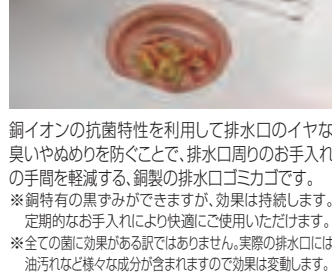 銅イオンの抗菌特性を利用して排水口のイヤな
臭いやぬめりを防ぐことで、排水口周りのお手入れ
の手間を軽減する、銅製の排水口ゴミカゴです。
※銅特有の黒ずみができますが、効果は持続します。
定期的なお手入れにより快適にご使用いただけます。
※全ての菌に効果がある訳ではありません。実際の排水口には
油汚れなど様々な成分が含まれますので効果は変動します。